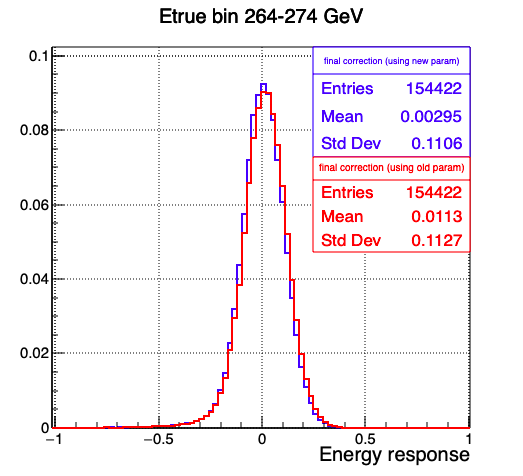 Etrue bin 264-274 GeV
0.1
0.08
0.06
0.04
0.02
0
final correction (using new param)
Entries 154422
Mean 0.00295
Std Dev 0.1106
final correction (using old param)
Entries 154422
Mean 0.0113
Std Dev 0.1127
−1 −0.5 0 0.5 1
Energy response